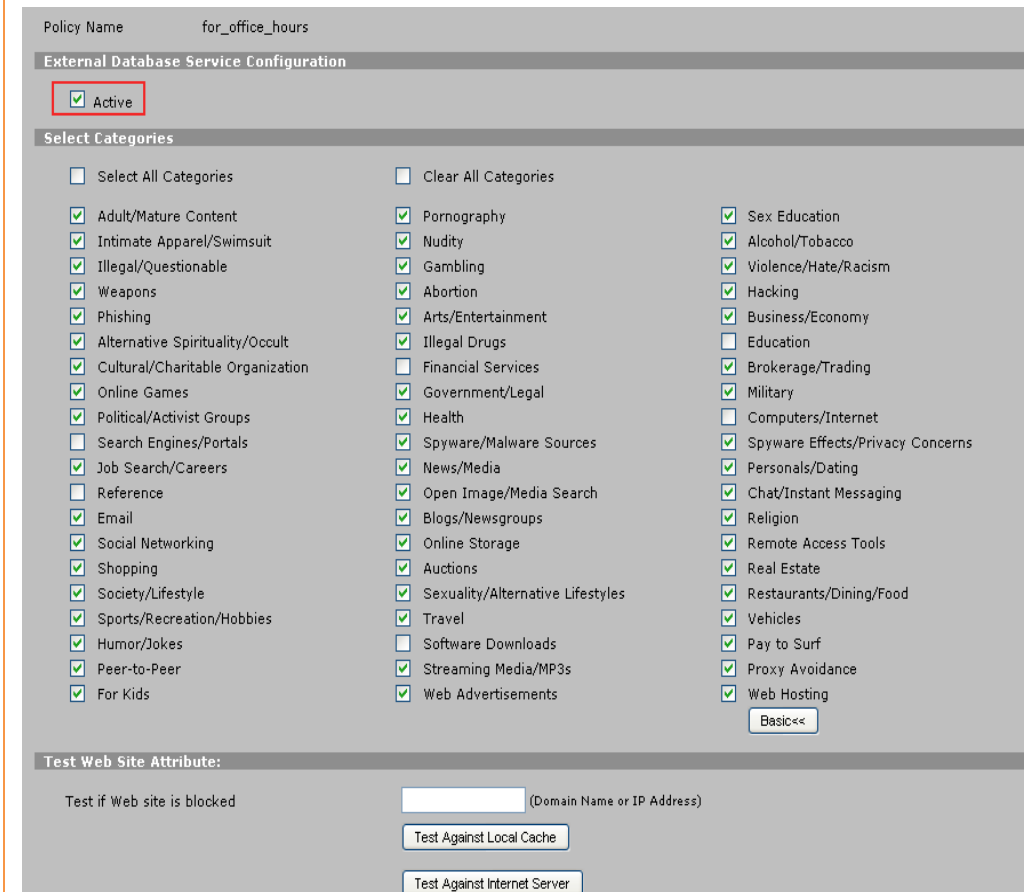 Policy Name for_office_hours
External Database Service Configuration
Active
Select Categories
Select All Categories Clear All Categories
Adult/Mature Content Pornography Sex Education
Intimate Apparel/Swimsuit Nudity Alcohol/Tobacco
Illegal/Questionable Gambling Violence/Hate/Racism
Weapons Abortion Hacking
Phishing Arts/Entertainment Business/Economy
Alternative Spirituality/Occult Illegal Drugs Education
Cultural/Charitable Organization Financial Services Brokerage/Trading
Online Games Government/Legal Military
Political/Activist Groups Health Computers/Internet
Search Engines/Portals Spyware/Malware Sources Spyware Effects/Privacy Concerns
Job Search/Careers News/Media Personals/Dating
Reference Open Image/Media Search Chat/Instant Messaging
Email Blogs/Newsgroups Religion
Social Networking Online Storage Remote Access Tools
Shopping Auctions Real Estate
Society/Lifestyle Sexuality/Alternative Lifestyles Restaurants/Dining/Food
Sports/Recreation/Hobbies Travel Vehicles
Humor/Jokes Software Downloads Pay to Surf
Peer-to-Peer Streaming Media/MP3s Proxy Avoidance
For Kids Web Advertisements Web Hosting
Basic<<
Test Web Site Attribute:
Test if Web site is blocked (Domain Name or IP Address)
Test Against Local Cache
Test Against Internet Server